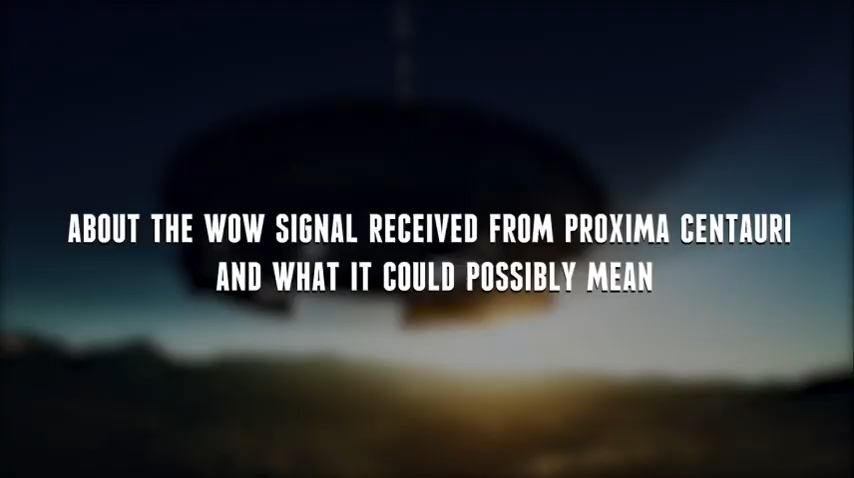 ABOUT THE WOW SIGNAL RECEIVED FROM PROXIMA CENTAURI
AND WHAT IT COULD POSSIBLY MEAN